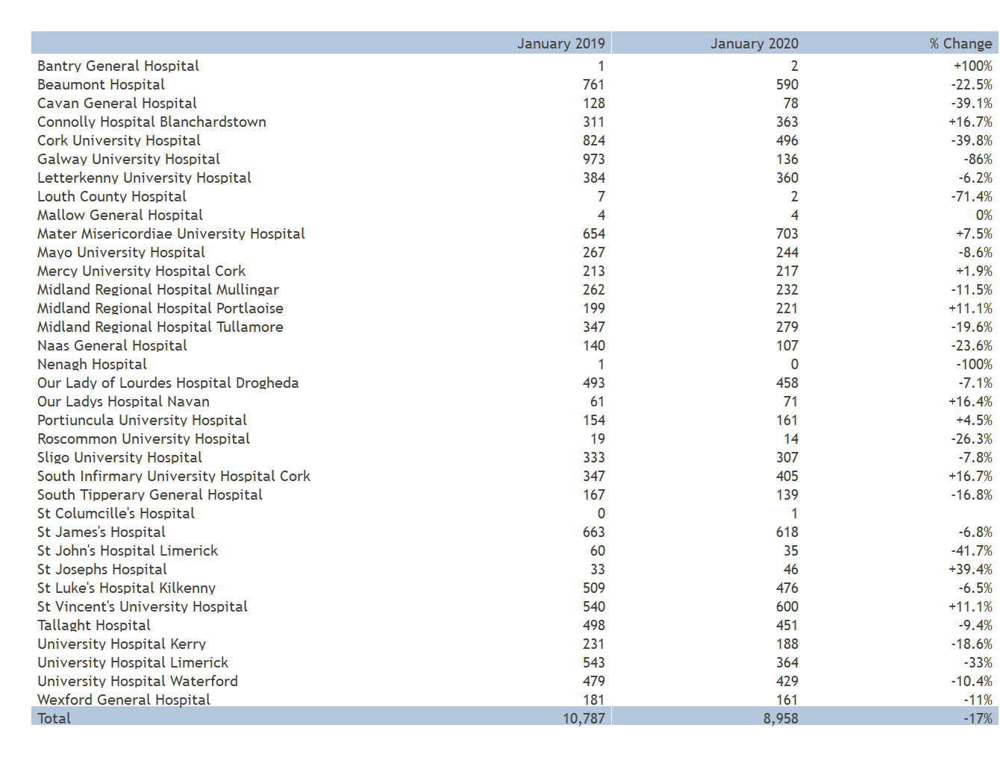 January 2019 January 2020 % Change
Bantry General Hospital 1 2 +100%
Beaumont Hospital 761 590 -22.5%
Cavan General Hospital 128 78 -39.1%
Connolly Hospital Blanchardstown 311 363 +16.7%
Cork University Hospital 824 496 -39.8%
Galway University Hospital 973 136 -86%
Letterkenny University Hospital 384 360 -6.2%
Louth County Hospital 7 2 -71.4%
Mallow General Hospital 4 4 0%
Mater Misericordiae University Hospital 654 703 +7.5%
Mayo University Hospital 267 244 -8.6%
Mercy University Hospital Cork 213 217 +1.9%
Midland Regional Hospital Mullingar 262 232 -11.5%
Midland Regional Hospital Portlaoise 199 221 +11.1%
Midland Regional Hospital Tullamore 347 279 -19.6%
Naas General Hospital 140 107 -23.6%
Nenagh Hospital 1 0 -100%
Our Lady of Lourdes Hospital Drogheda 493 458 -7.1%
Our Ladys Hospital Navan 61 71 +16.4%
Portiuncula University Hospital 154 161 +4.5%
Roscommon University Hospital 19 14 -26.3%
Sligo University Hospital 333 307 -7.8%
South Infirmary University Hospital Cork 347 405 +16.7%
South Tipperary General Hospital 167 139 -16.8%
St Columcille's Hospital 0 1
St James's Hospital 663 618 -6.8%
St John's Hospital Limerick 60 35 -41.7%
St Josephs Hospital 33 46 +39.4%
St Luke's Hospital Kilkenny 509 476 -6.5%
St Vincent's University Hospital 540 600 +11.1%
Tallaght Hospital 498 451 -9.4%
University Hospital Kerry 231 188 -18.6%
University Hospital Limerick 543 364 -33%
University Hospital Waterford 479 429 -10.4%
Wexford General Hospital 181 161 -11%
Total 10,787 8,958 -17%